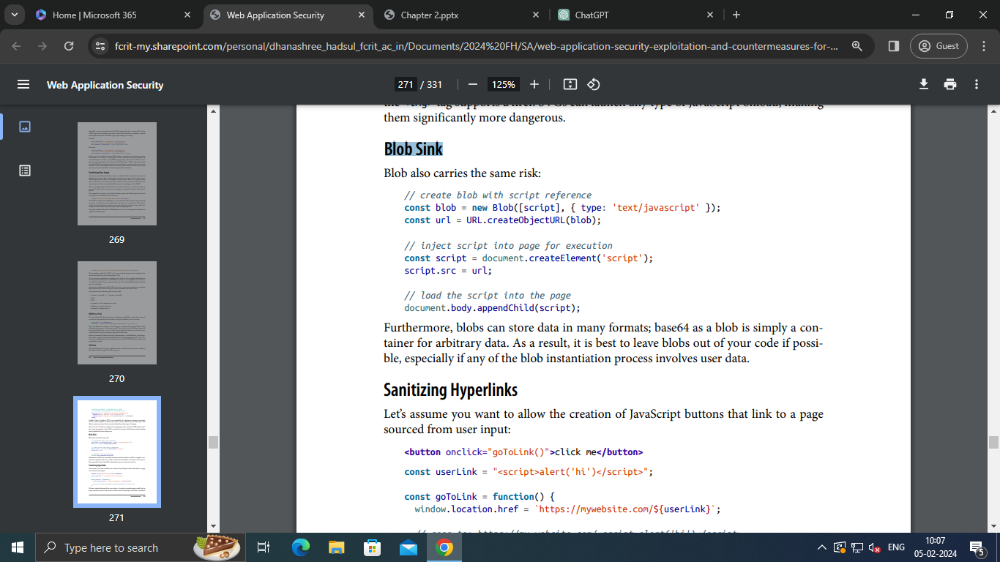 Home | Microsoft 365
Web Application Security
Chapter 2.pptx
ChatGPT
fcrit-my.sharepoint.com/personal/dhanashree_hadsul_fcrit_ac_in/Documents/2024%20FH/SA/web-application-security-exploitation-and-countermeasures-for-...
Guest
Web Application Security
271 / 331
125%
269
270
271
them significantly more dangerous.
Blob Sink
Blob also carries the same risk:
// create blob with script reference
const blob = new Blob([script], { type: 'text/javascript' });
const url = URL.createObjectURL(blob);
// inject script into page for execution
const script = document.createElement('script');
script.src = url;
// load the script into the page
document.body.appendChild(script);
Furthermore, blobs can store data in many formats; base64 as a blob is simply a con-
tainer for arbitrary data. As a result, it is best to leave blobs out of your code if possi-
ble, especially if any of the blob instantiation process involves user data.
Sanitizing Hyperlinks
Let's assume you want to allow the creation of JavaScript buttons that link to a page
sourced from user input:
<button onclick="goToLink()">click me</button>
const userLink = "<script>alert('hi')</script>";
const goToLink = function() {
window.location.href = `https://mywebsite.com/${userLink}`;
Type here to search
ENG
10:07
05-02-2024
5